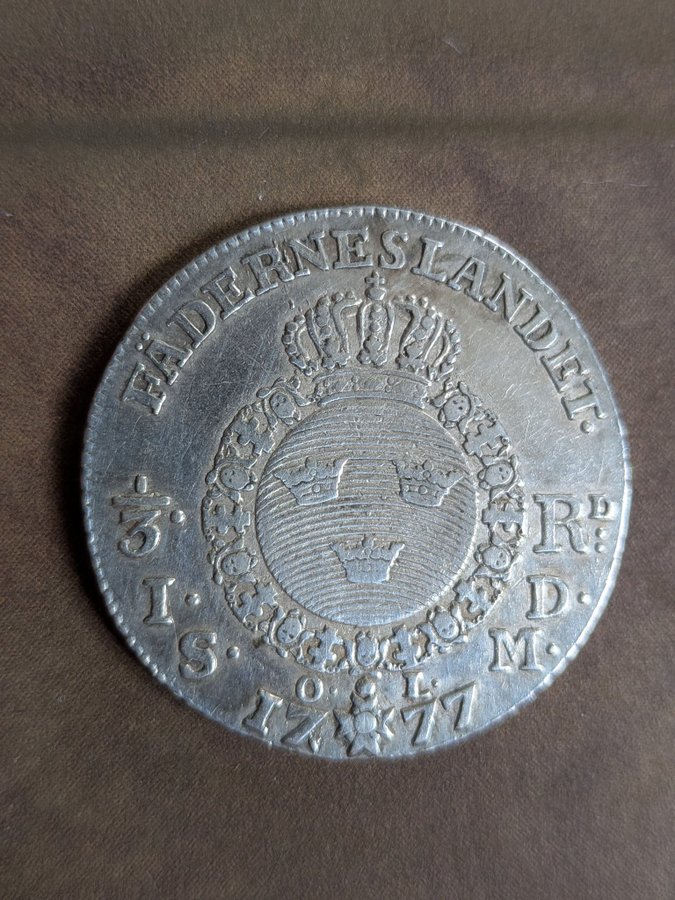 FÄDERNESLANDET.
1/3. RD:
I. D.
S. M.
O. L.
1777